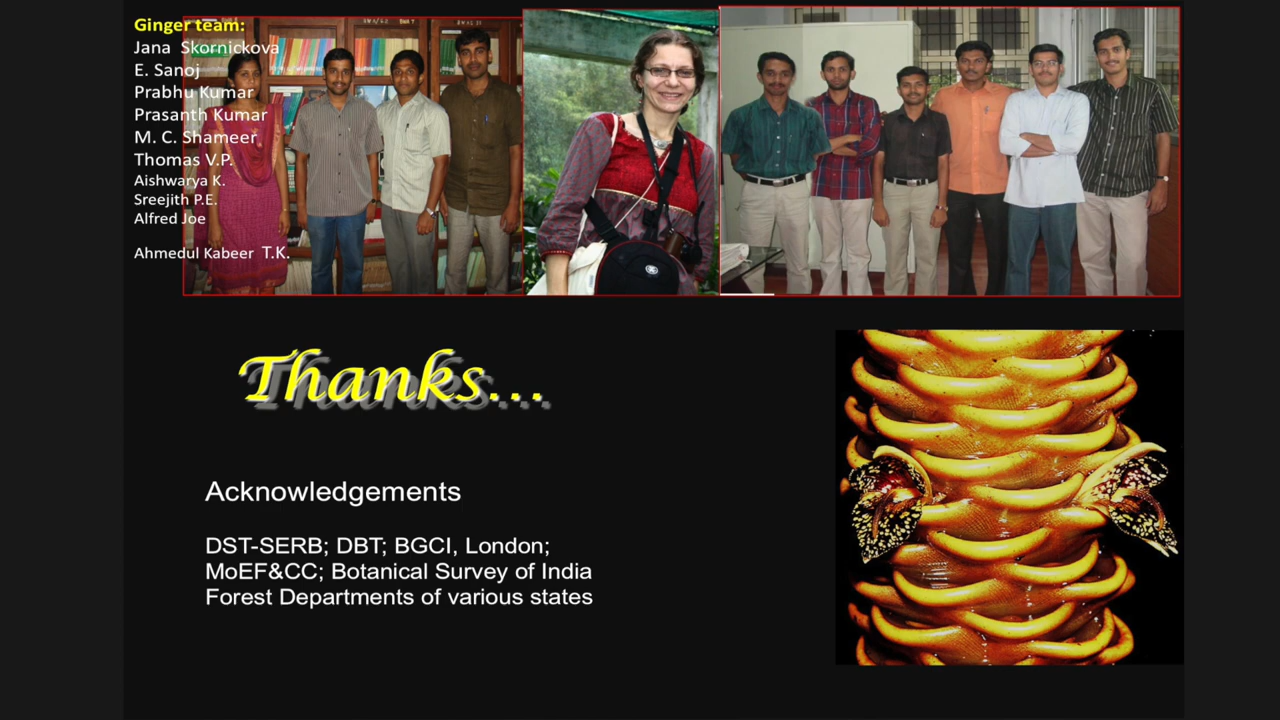 Ginger team:
Jana Skornickova
E. Sanoj
Prabhu Kumar
Prasanth Kumar
M. C. Shameer
Thomas V.P.
Aishwarya K.
Sreejith P.E.
Alfred Joe
Ahmedul Kabeer T.K.
Thanks...
Acknowledgements
DST-SERB; DBT; BGCI, London;
MoEF&CC; Botanical Survey of India
Forest Departments of various states